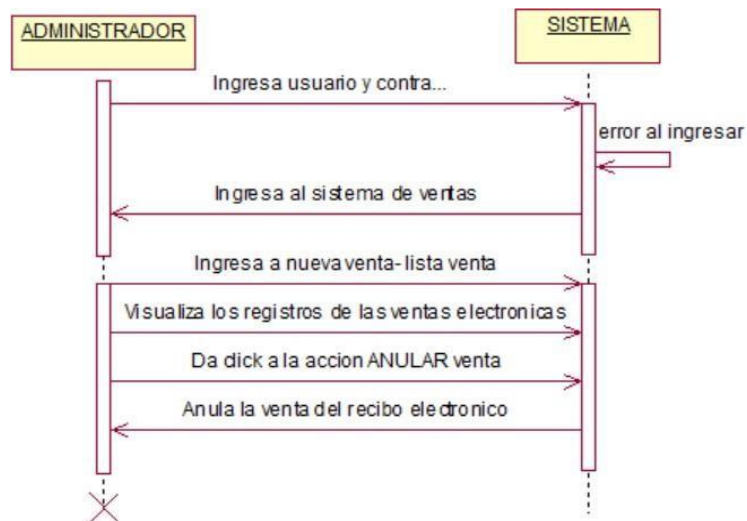 ADMINISTRADOR
SISTEMA
Ingresa usuario y contra...
error al ingresar
Ingresa al sistema de ventas
Ingresa a nueva venta- lista venta
Visualiza los registros de las ventas electronicas
Da click a la accion ANULAR venta
Anula la venta del recibo electronico